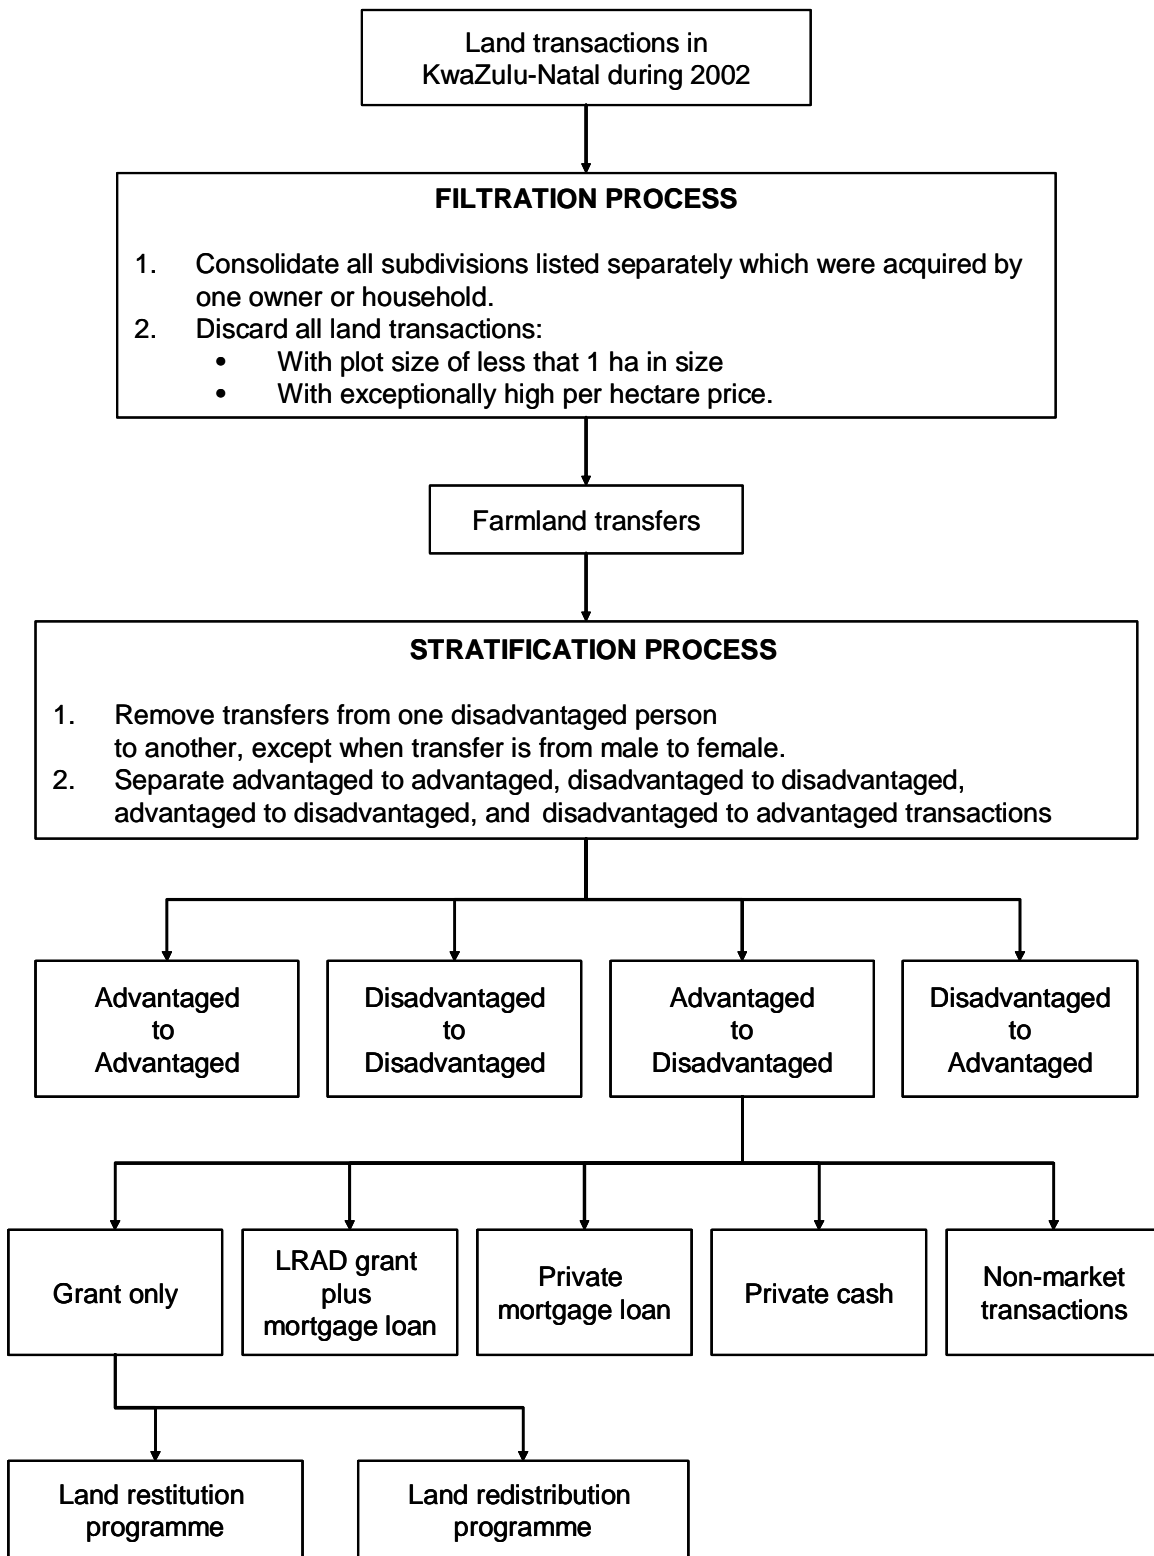 Land transactions in
KwaZulu-Natal during 2002
FILTRATION PROCESS
1. Consolidate all subdivisions listed separately which were acquired by
one owner or household.
2. Discard all land transactions:
• With plot size of less that 1 ha in size
• With exceptionally high per hectare price.
Farmland transfers
STRATIFICATION PROCESS
1. Remove transfers from one disadvantaged person
to another, except when transfer is from male to female.
2. Separate advantaged to advantaged, disadvantaged to disadvantaged,
advantaged to disadvantaged, and disadvantaged to advantaged transactions
Advantaged
to
Advantaged
Disadvantaged
to
Disadvantaged
Advantaged
to
Disadvantaged
Disadvantaged
to
Advantaged
Grant only
LRAD grant
plus
mortgage loan
Private
mortgage loan
Private cash
Non-market
transactions
Land restitution
programme
Land redistribution
programme